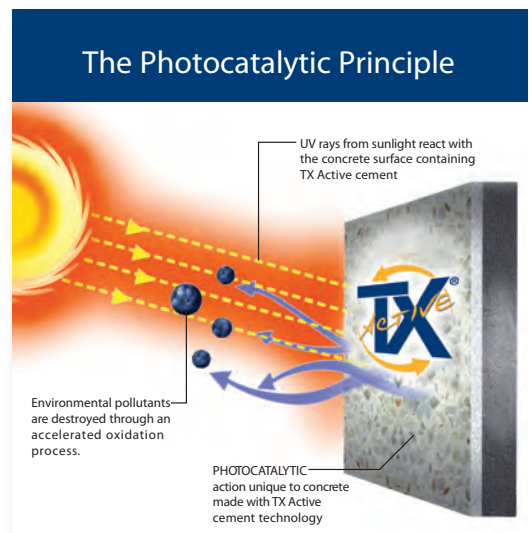 The Photocatalytic Principle
UV rays from sunlight react with
the concrete surface containing
TX Active cement
TX®
ACTIVE
Environmental pollutants
are destroyed through an
accelerated oxidation
process.
PHOTOCATALYTIC
action unique to concrete
made with TX Active
cement technology